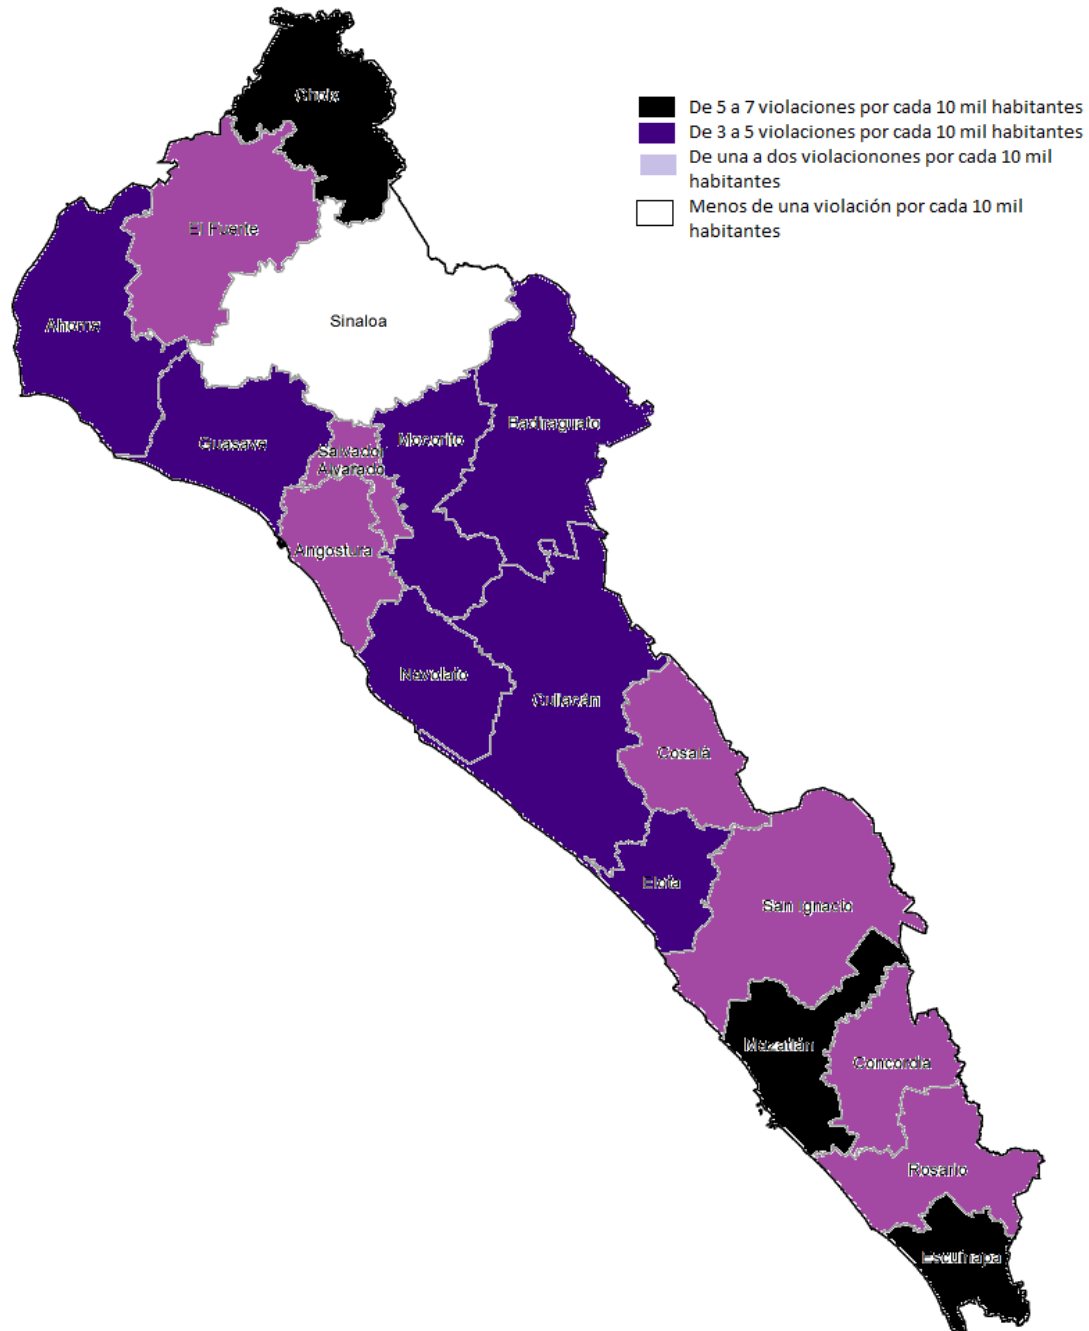 Choix
De 5 a 7 violaciones por cada 10 mil habitantes
De 3 a 5 violaciones por cada 10 mil habitantes
De una a dos violacionones por cada 10 mil
habitantes
Menos de una violación por cada 10 mil
habitantes
El Fuerte
Sinaloa
Ahome
Guasave
Mocorito
Badiraguato
Salvador
Alvarado
Angostura
Navolato
Culiacán
Cosalá
Elota
San Ignacio
Mazatlán
Concordia
Rosario
Escuinapa